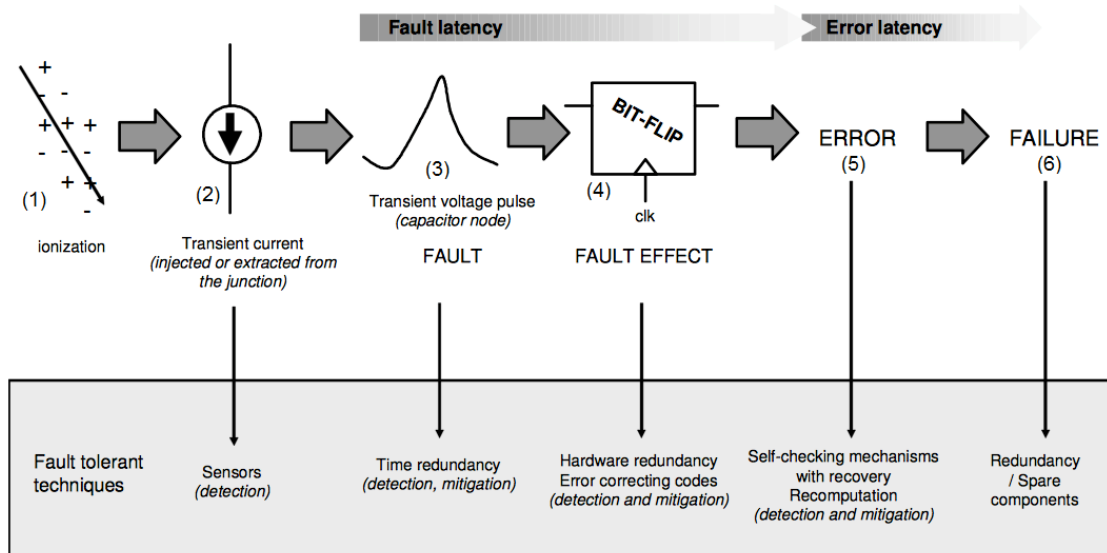 Fault latency
Error latency
+
- -
+ + +
- - -
+ +
-
(1)
ionization
(2)
Transient current
(injected or extracted from
the junction)
(3)
Transient voltage pulse
(capacitor node)
FAULT
BIT-FLIP
(4)
clk
FAULT EFFECT
ERROR
(5)
FAILURE
(6)
Fault tolerant
techniques
Sensors
(detection)
Time redundancy
(detection, mitigation)
Hardware redundancy
Error correcting codes
(detection and mitigation)
Self-checking mechanisms
with recovery
Recomputation
(detection and mitigation)
Redundancy
/ Spare
components